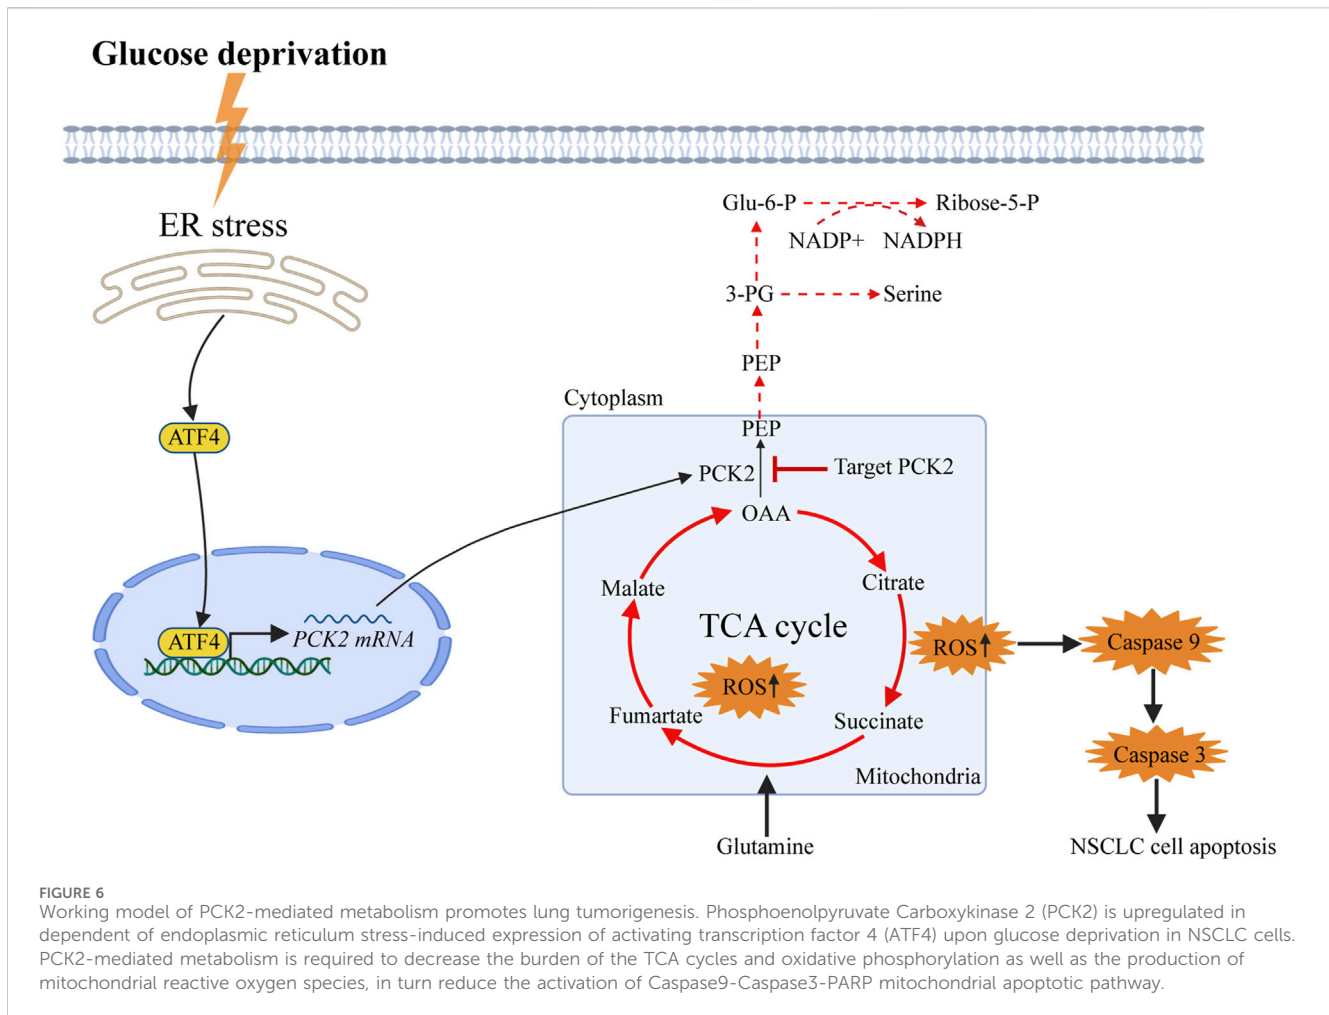 Glucose deprivation
ER stress
ATF4
ATF4
PCK2 mRNA
Glu-6-P
Ribose-5-P
NADP+
NADPH
3-PG
Serine
PEP
Cytoplasm
PEP
PCK2
Target PCK2
OAA
Malate
Citrate
TCA cycle
ROS
ROS
Fumartate
Succinate
Mitochondria
Glutamine
Caspase 9
Caspase 3
NSCLC cell apoptosis
FIGURE 6
Working model of PCK2-mediated metabolism promotes lung tumorigenesis. Phosphoenolpyruvate Carboxykinase 2 (PCK2) is upregulated in
dependent of endoplasmic reticulum stress-induced expression of activating transcription factor 4 (ATF4) upon glucose deprivation in NSCLC cells.
PCK2-mediated metabolism is required to decrease the burden of the TCA cycles and oxidative phosphorylation as well as the production of
mitochondrial reactive oxygen species, in turn reduce the activation of Caspase9-Caspase3-PARP mitochondrial apoptotic pathway.